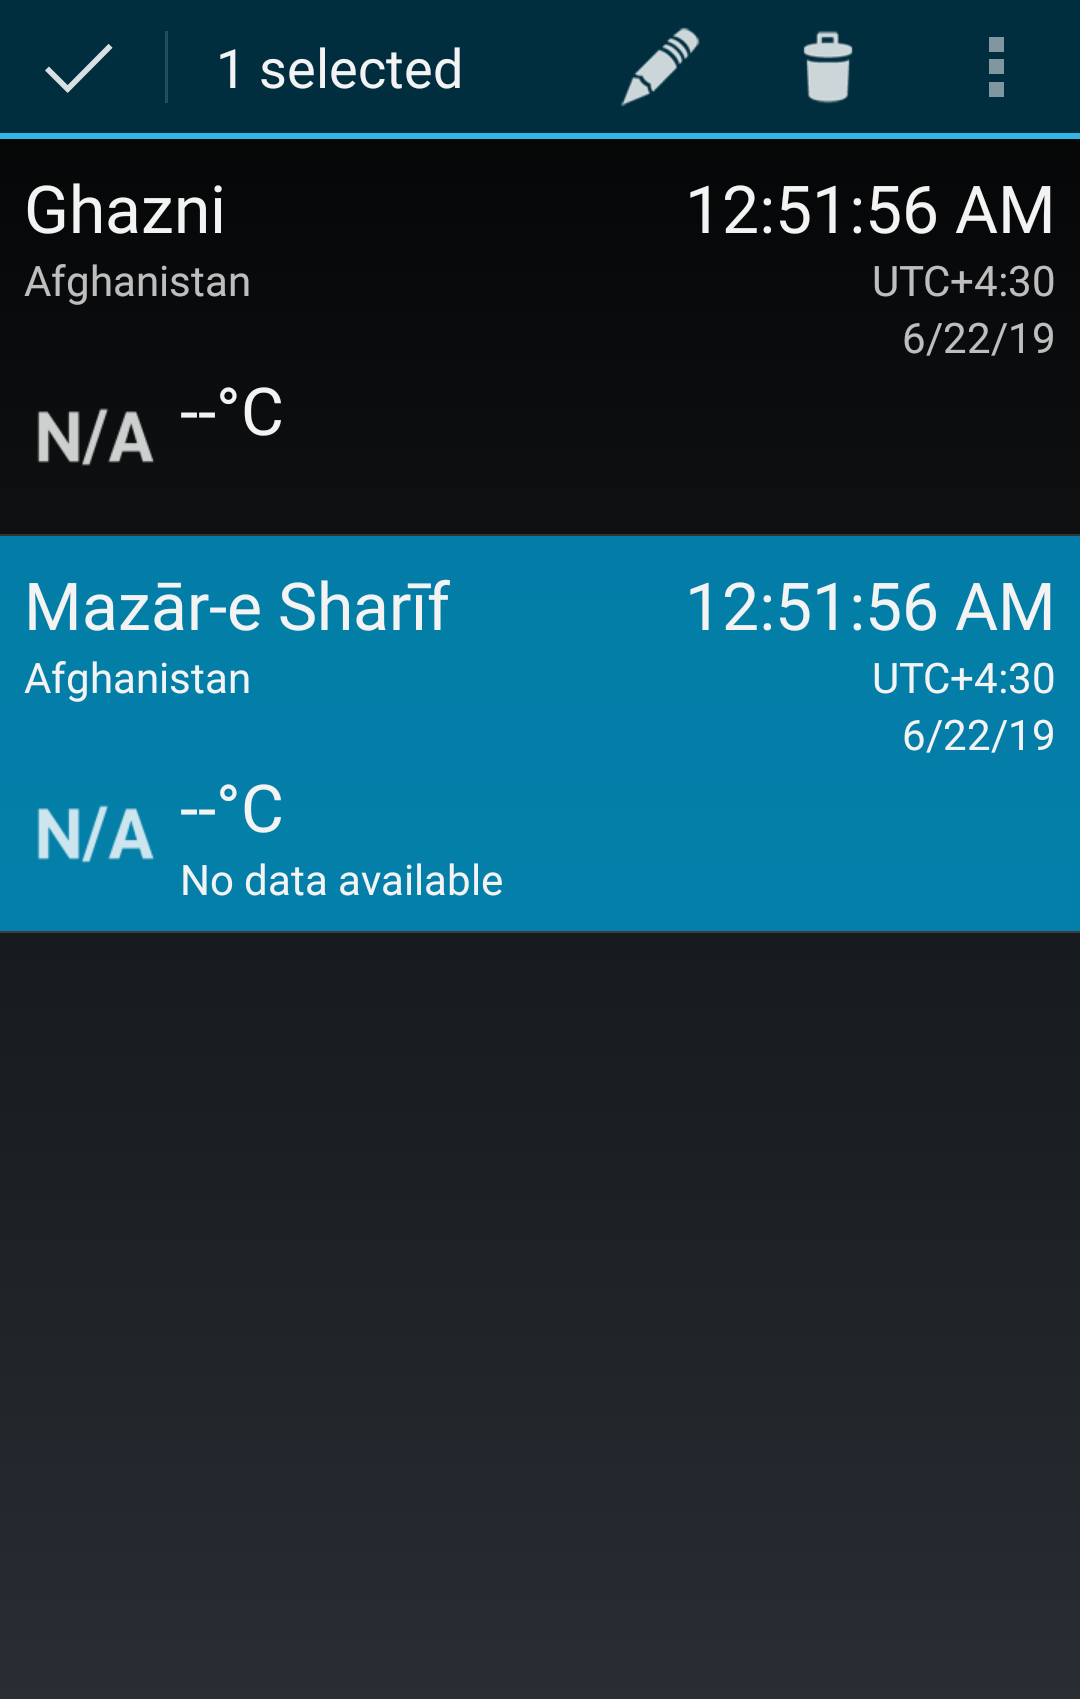 1 selected
Ghazni 12:51:56 AM
Afghanistan UTC+4:30
6/22/19
N/A --°C
Mazār-e Sharīf 12:51:56 AM
Afghanistan UTC+4:30
6/22/19
N/A --°C
No data available